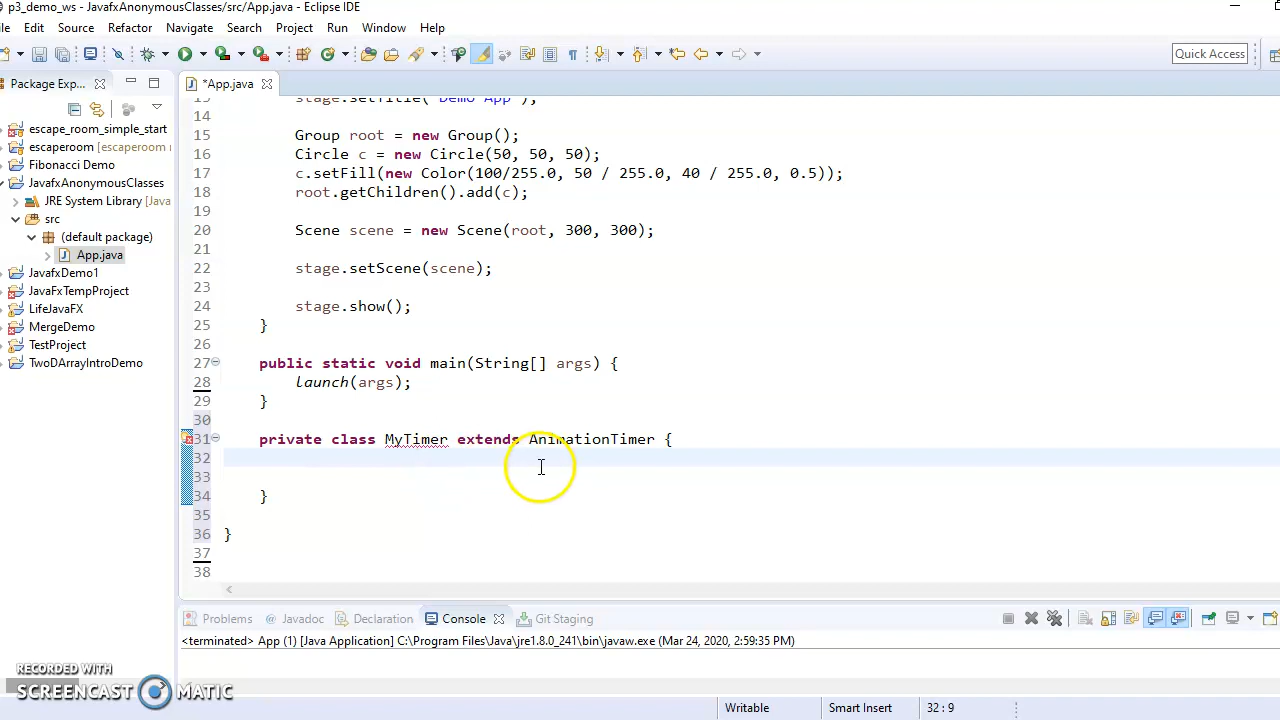 p3_demo_ws - JavafxAnonymousClasses/src/App.java - Eclipse IDE
Edit Source Refactor Navigate Search Project Run Window Help
Quick Access
Package Exp...
*App.java
escape_room_simple_start
escaperoom [escaperoom
Fibonacci Demo
JavafxAnonymousClasses
JRE System Library [Java
src
(default package)
App.java
JavafxDemo1
JavaFxTempProject
LifeJavaFX
MergeDemo
TestProject
TwoDArrayIntroDemo
13 stage.setTitle("Demo App");
14
15 Group root = new Group();
16 Circle c = new Circle(50, 50, 50);
17 c.setFill(new Color(100/255.0, 50 / 255.0, 40 / 255.0, 0.5));
18 root.getChildren().add(c);
19
20 Scene scene = new Scene(root, 300, 300);
21
22 stage.setScene(scene);
23
24 stage.show();
25 }
26
27 public static void main(String[] args) {
28 launch(args);
29 }
30
31 private class MyTimer extends AnimationTimer {
32
33
34 }
35
36 }
37
38
Problems Javadoc Declaration Console Git Staging
<terminated> App (1) [Java Application] C:\Program Files\Java\jre1.8.0_241\bin\javaw.exe (Mar 24, 2020, 2:59:35 PM)
RECORDED WITH
SCREENCAST MATIC
Writable Smart Insert 32 : 9